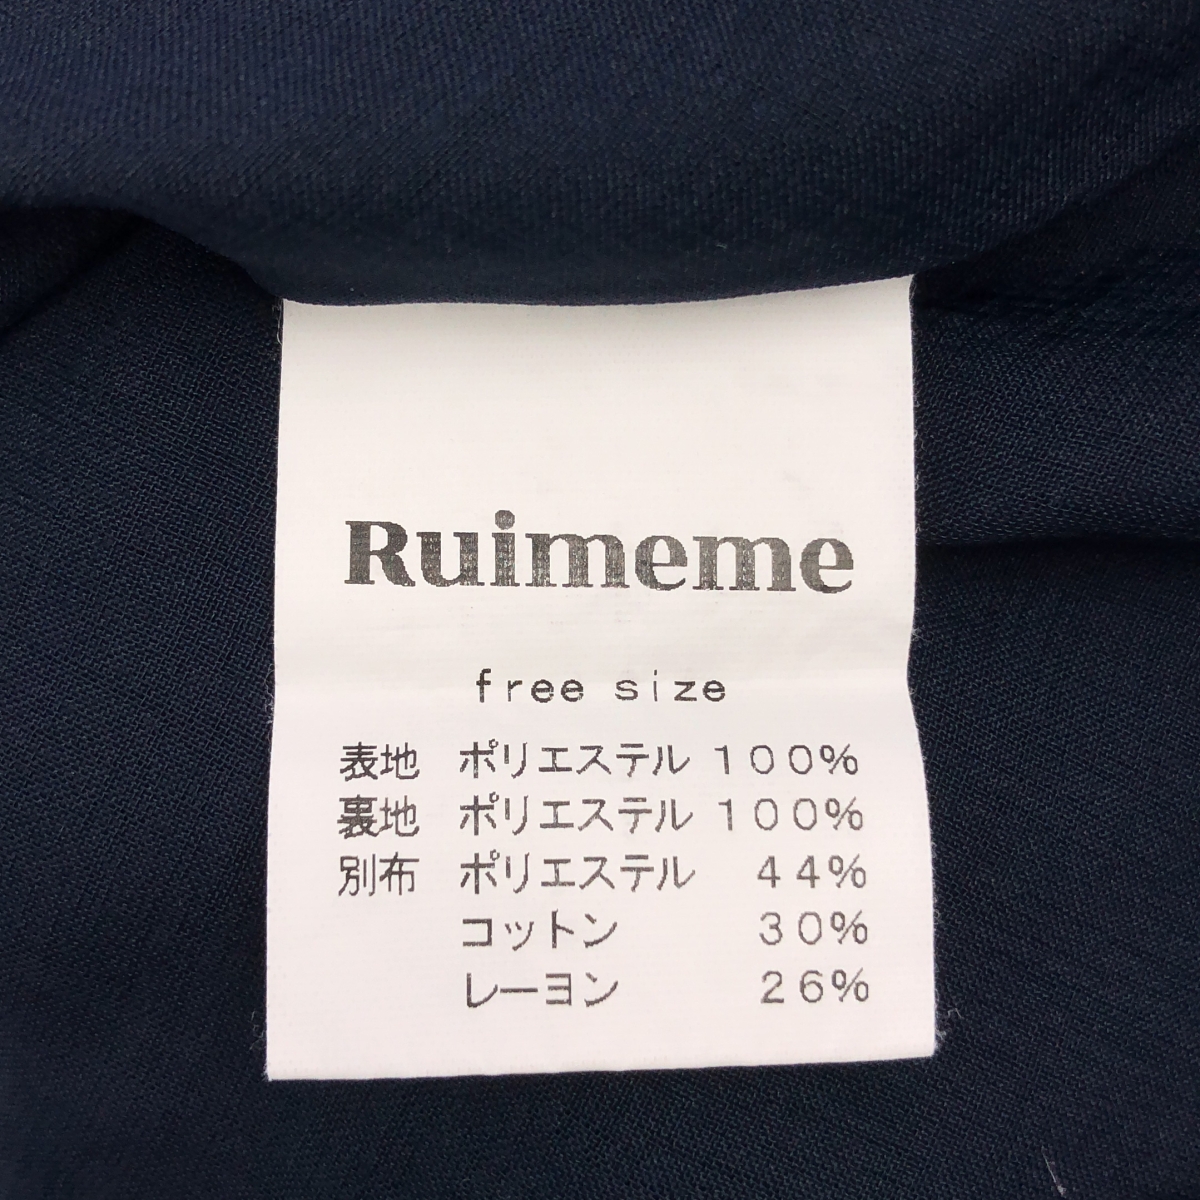 Ruimeme
free size
表地 ポリエステル 100%
裏地 ポリエステル 100%
別布 ポリエステル 44%
コットン 30%
レーヨン 26%